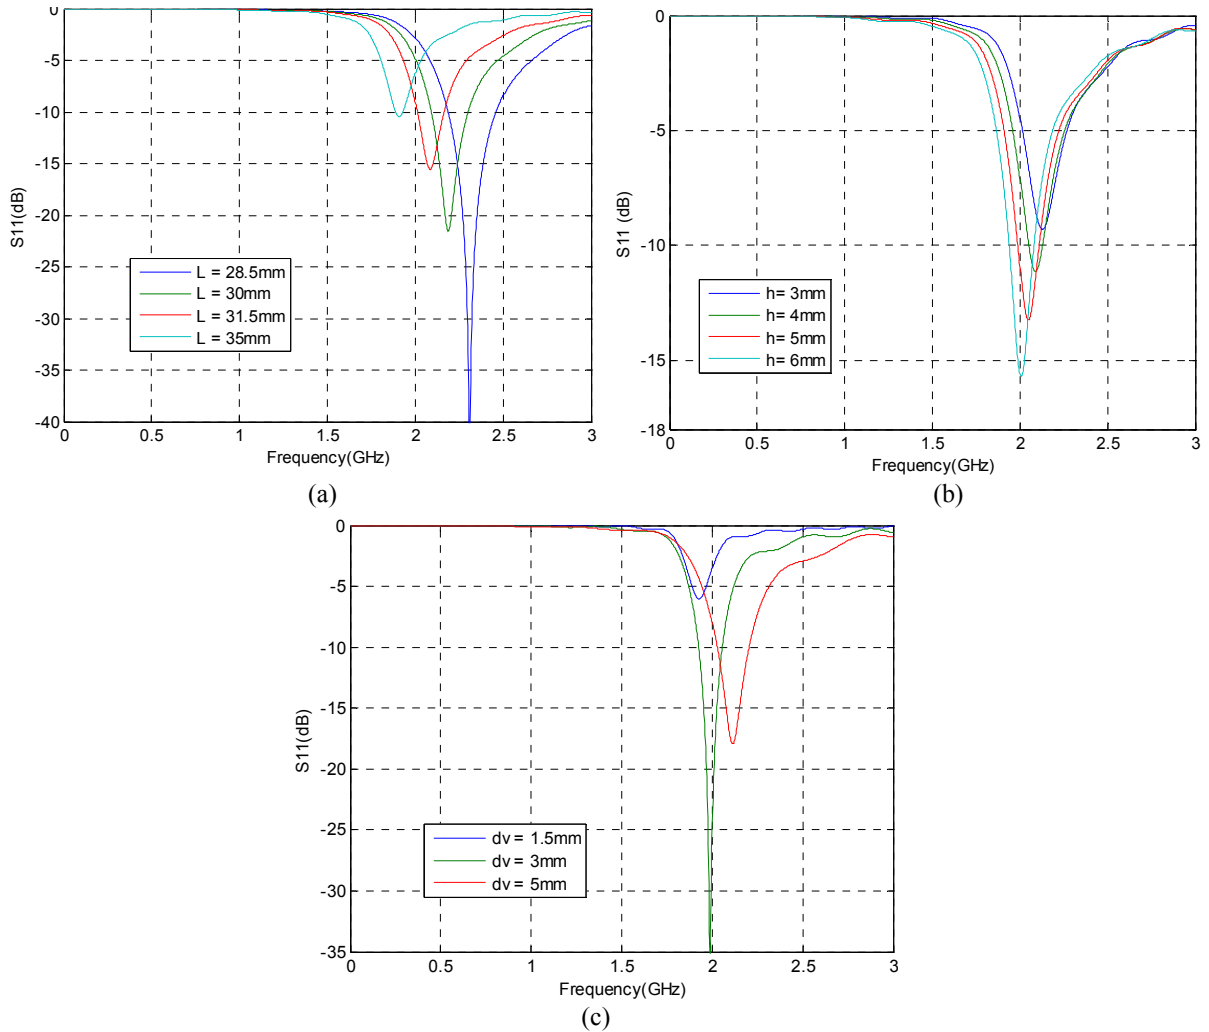 0
-5
-10
-15
-20
-25
-30
-35
-40
S11(dB)
L = 28.5mm
L = 30mm
L = 31.5mm
L = 35mm
0 0.5 1 1.5 2 2.5 3
Frequency(GHz)
(a)
0
-5
-10
-15
-18
S11 (dB)
h= 3mm
h= 4mm
h= 5mm
h= 6mm
0 0.5 1 1.5 2 2.5 3
Frequency(GHz)
(b)
0
-5
-10
-15
-20
-25
-30
-35
S11(dB)
dv = 1.5mm
dv = 3mm
dv = 5mm
0 0.5 1 1.5 2 2.5 3
Frequency(GHz)
(c)